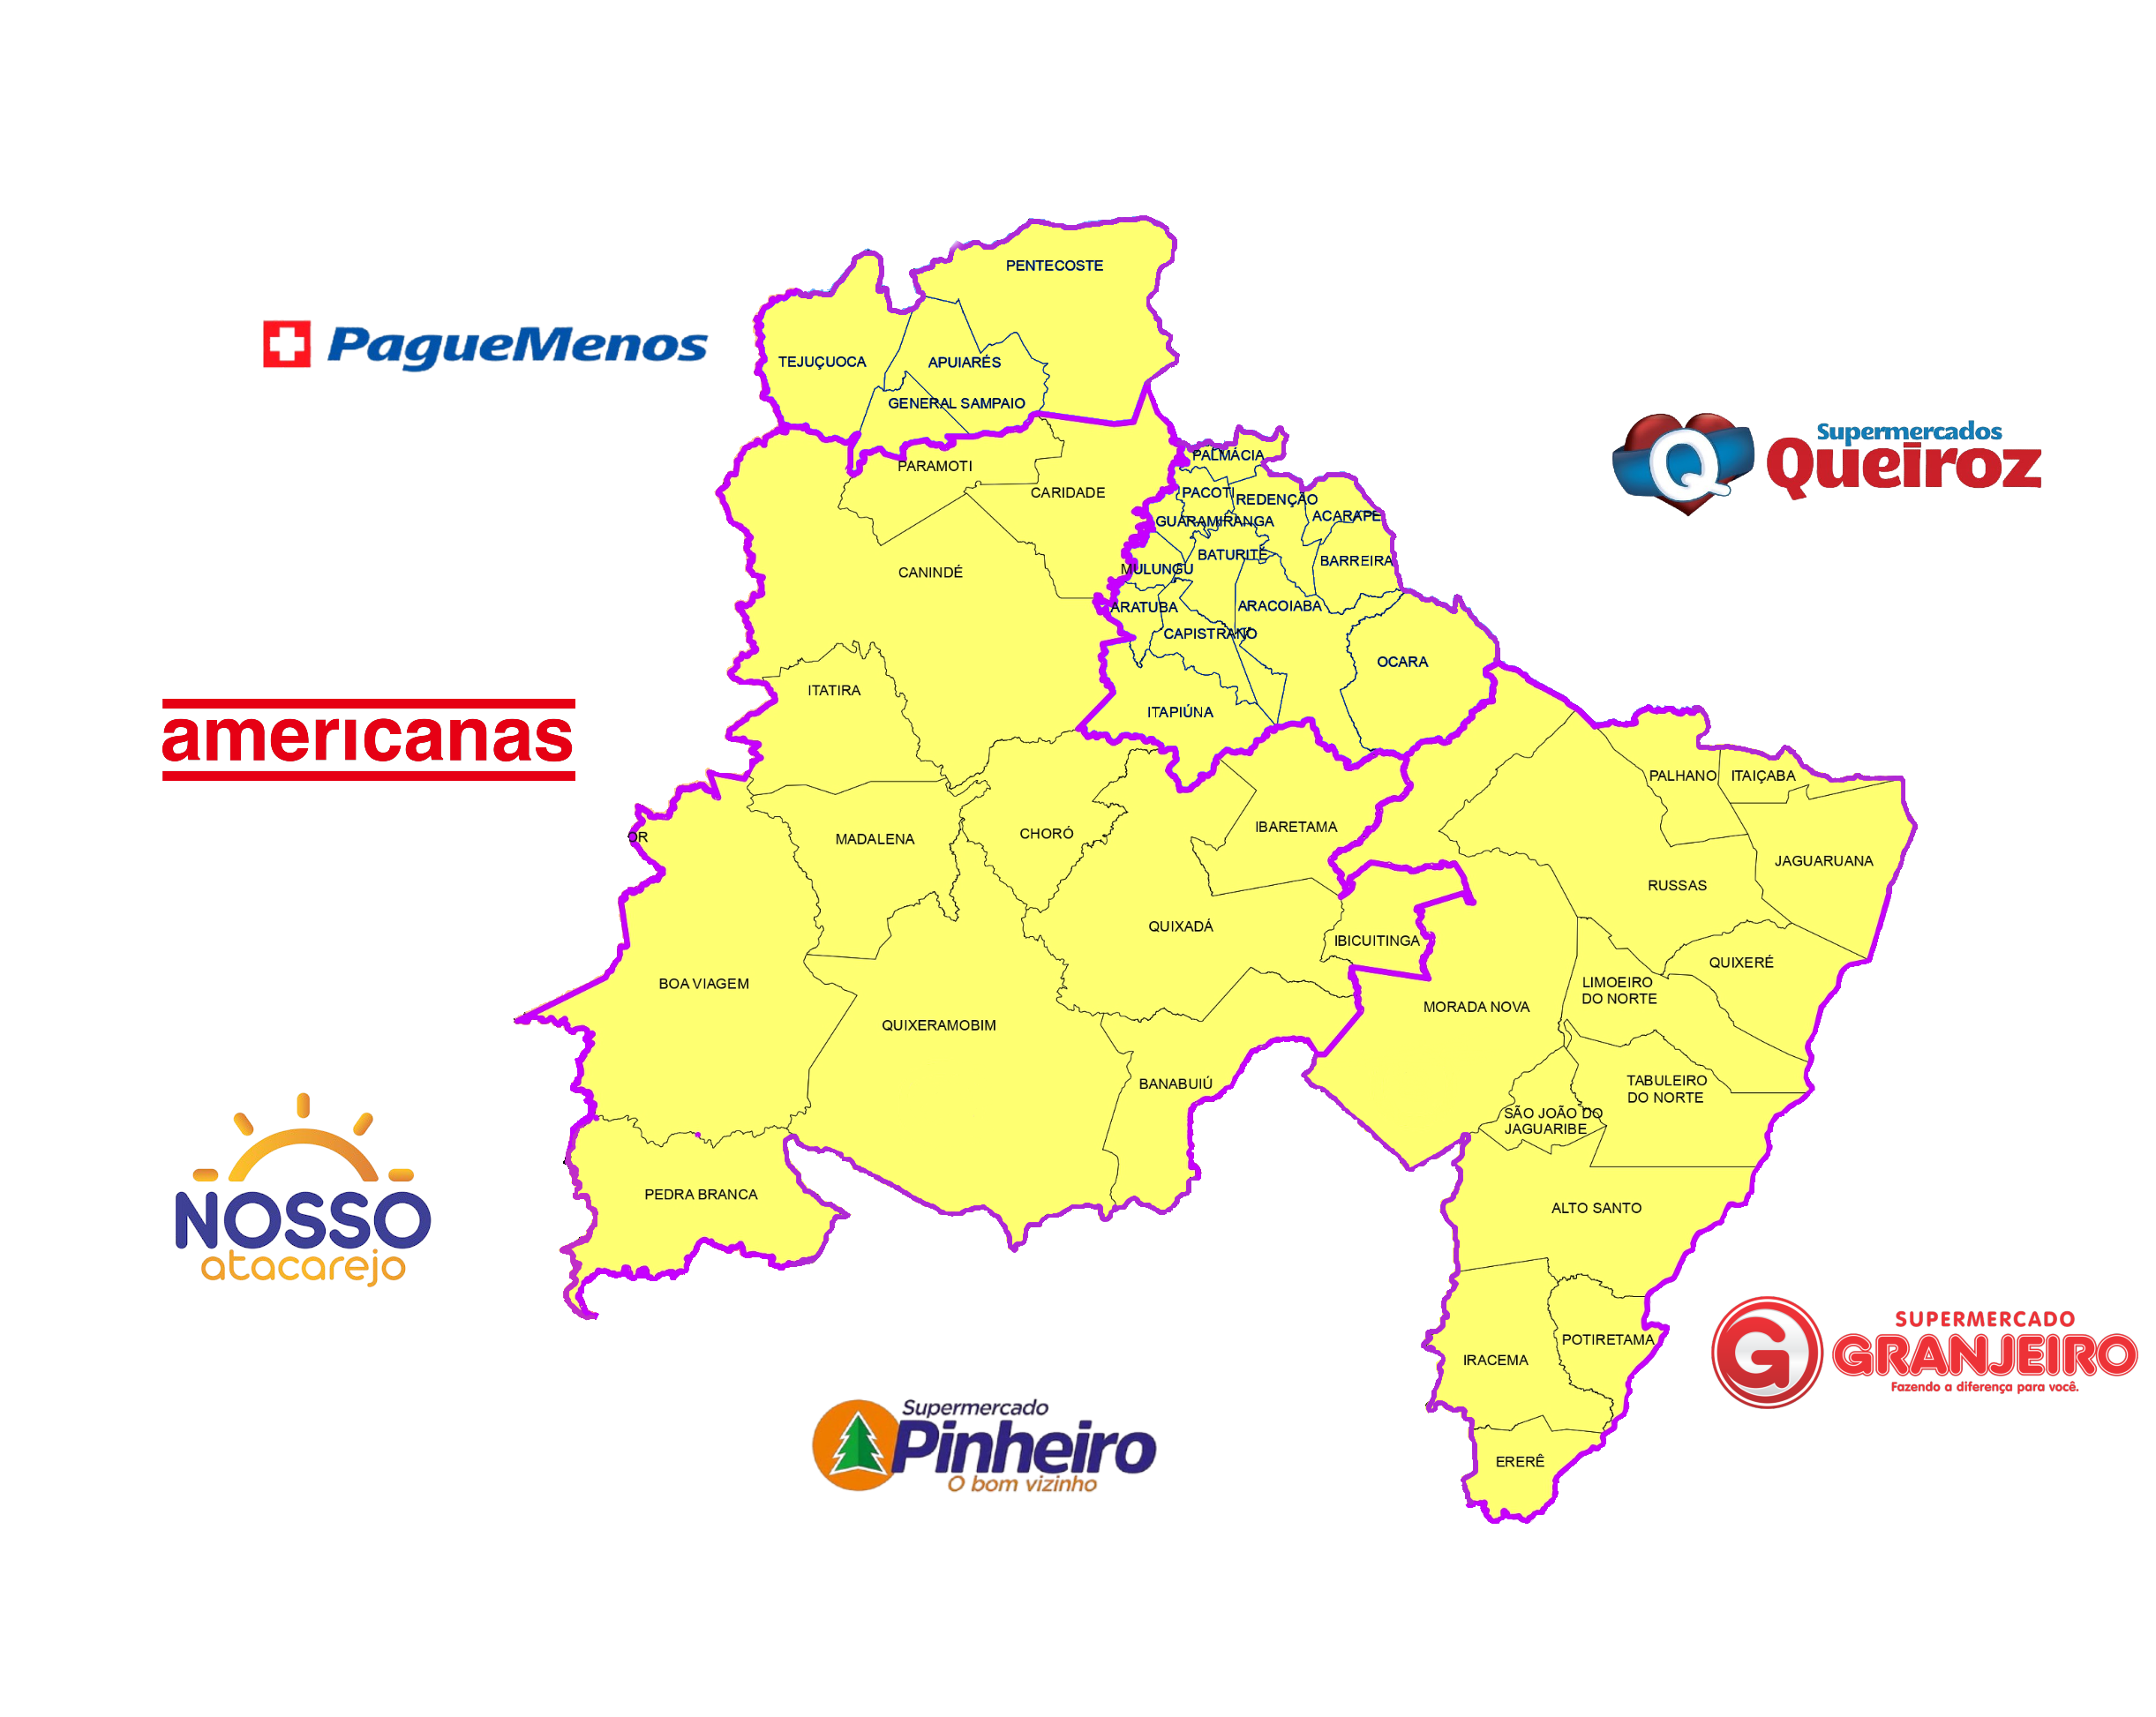 PENTECOSTE
PagueMenos
TEJUÇUOCA
APUIARÉS
GENERAL SAMPAIO
PARAMOTI
CARIDADE
PALMÁCIA
PACOTI
REDENÇÃO
GUARAMIRANGA
ACARAPE
BATURITÉ
BARREIRA
MULUNGU
ARATUBA
ARACOIABA
CAPISTRANO
OCARA
ITAPIÚNA
Supermercados
Queiroz
CANINDÉ
ITATIRA
americanas
OR
MADALENA
CHORÓ
IBARETAMA
PALHANO
ITAIÇABA
JAGUARUANA
RUSSAS
QUIXADÁ
IBICUITINGA
QUIXERÉ
BOA VIAGEM
LIMOEIRO
DO NORTE
MORADA NOVA
QUIXERAMOBIM
BANABUIÚ
TABULEIRO
DO NORTE
SÃO JOÃO DO
JAGUARIBE
PEDRA BRANCA
ALTO SANTO
NOSSO
atacarejo
POTIRETAMA
IRACEMA
ERERÊ
G
SUPERMERCADO
GRANJEIRO
Fazendo a diferença para você.
Supermercado
Pinheiro
O bom vizinho